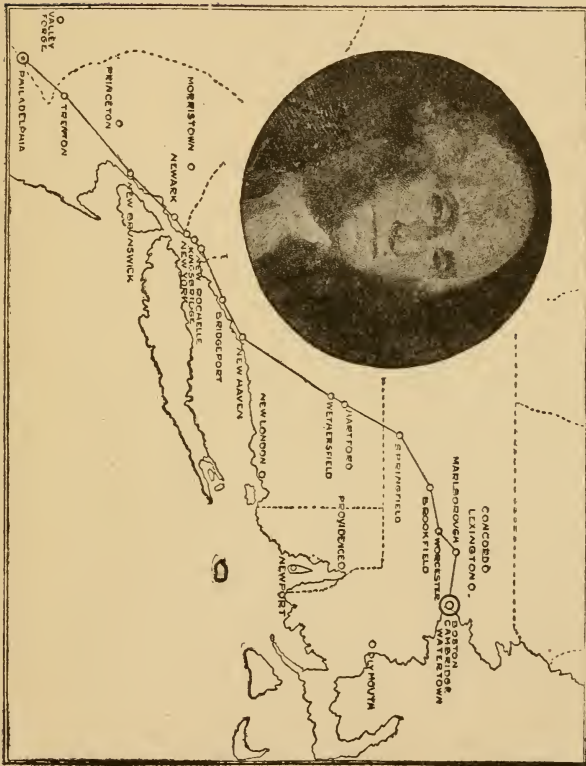 VALLEY
FORGE
PHILADELPHIA
TRENTON
PRINCETON
MORRISTOWN
NEW BRUNSWICK
NEWARK
NEW YORK
KINGSBRIDGE
NEW ROCHELLE
BRIDGEPORT
NEW HAVEN
NEW LONDON
WETHERSFIELD
HARTFORD
SPRINGFIELD
BROOKFIELD
WORCESTER
MARLBOROUGH
CONCORD
LEXINGTON
BOSTON
CAMBRIDGE
WATERTOWN
PROVIDENCE
NEWPORT
PLYMOUTH